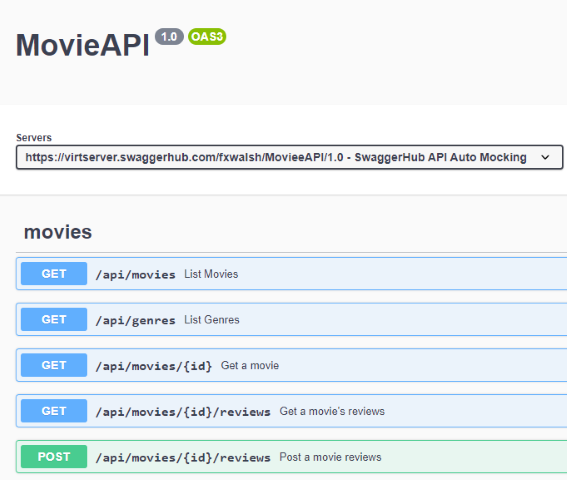 MovieAPI 1.0 OAS3
Servers
https://virtserver.swaggerhub.com/fxwalsh/MovieeAPI/1.0 - SwaggerHub API Auto Mocking
movies
GET /api/movies List Movies
GET /api/genres List Genres
GET /api/movies/{id} Get a movie
GET /api/movies/{id}/reviews Get a movie's reviews
POST /api/movies/{id}/reviews Post a movie reviews